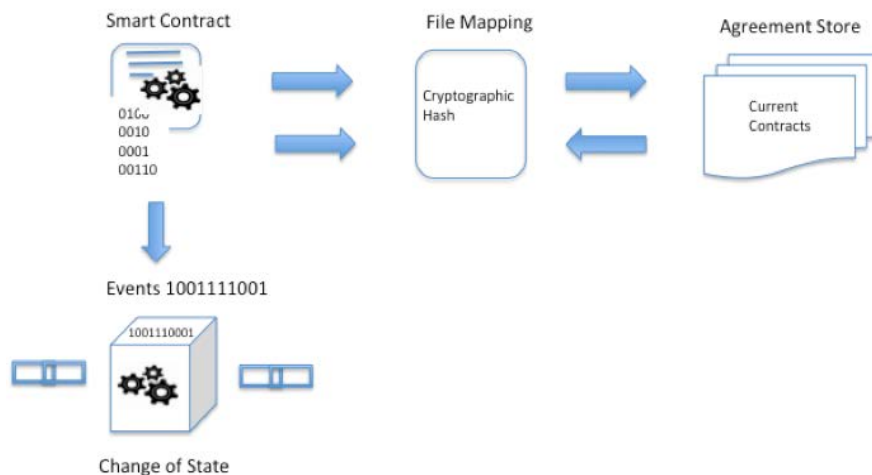 Smart Contract
File Mapping
Agreement Store
Cryptographic
Hash
Current
Contracts
0100
0010
0001
00110
Events 1001111001
1001110001
Change of State